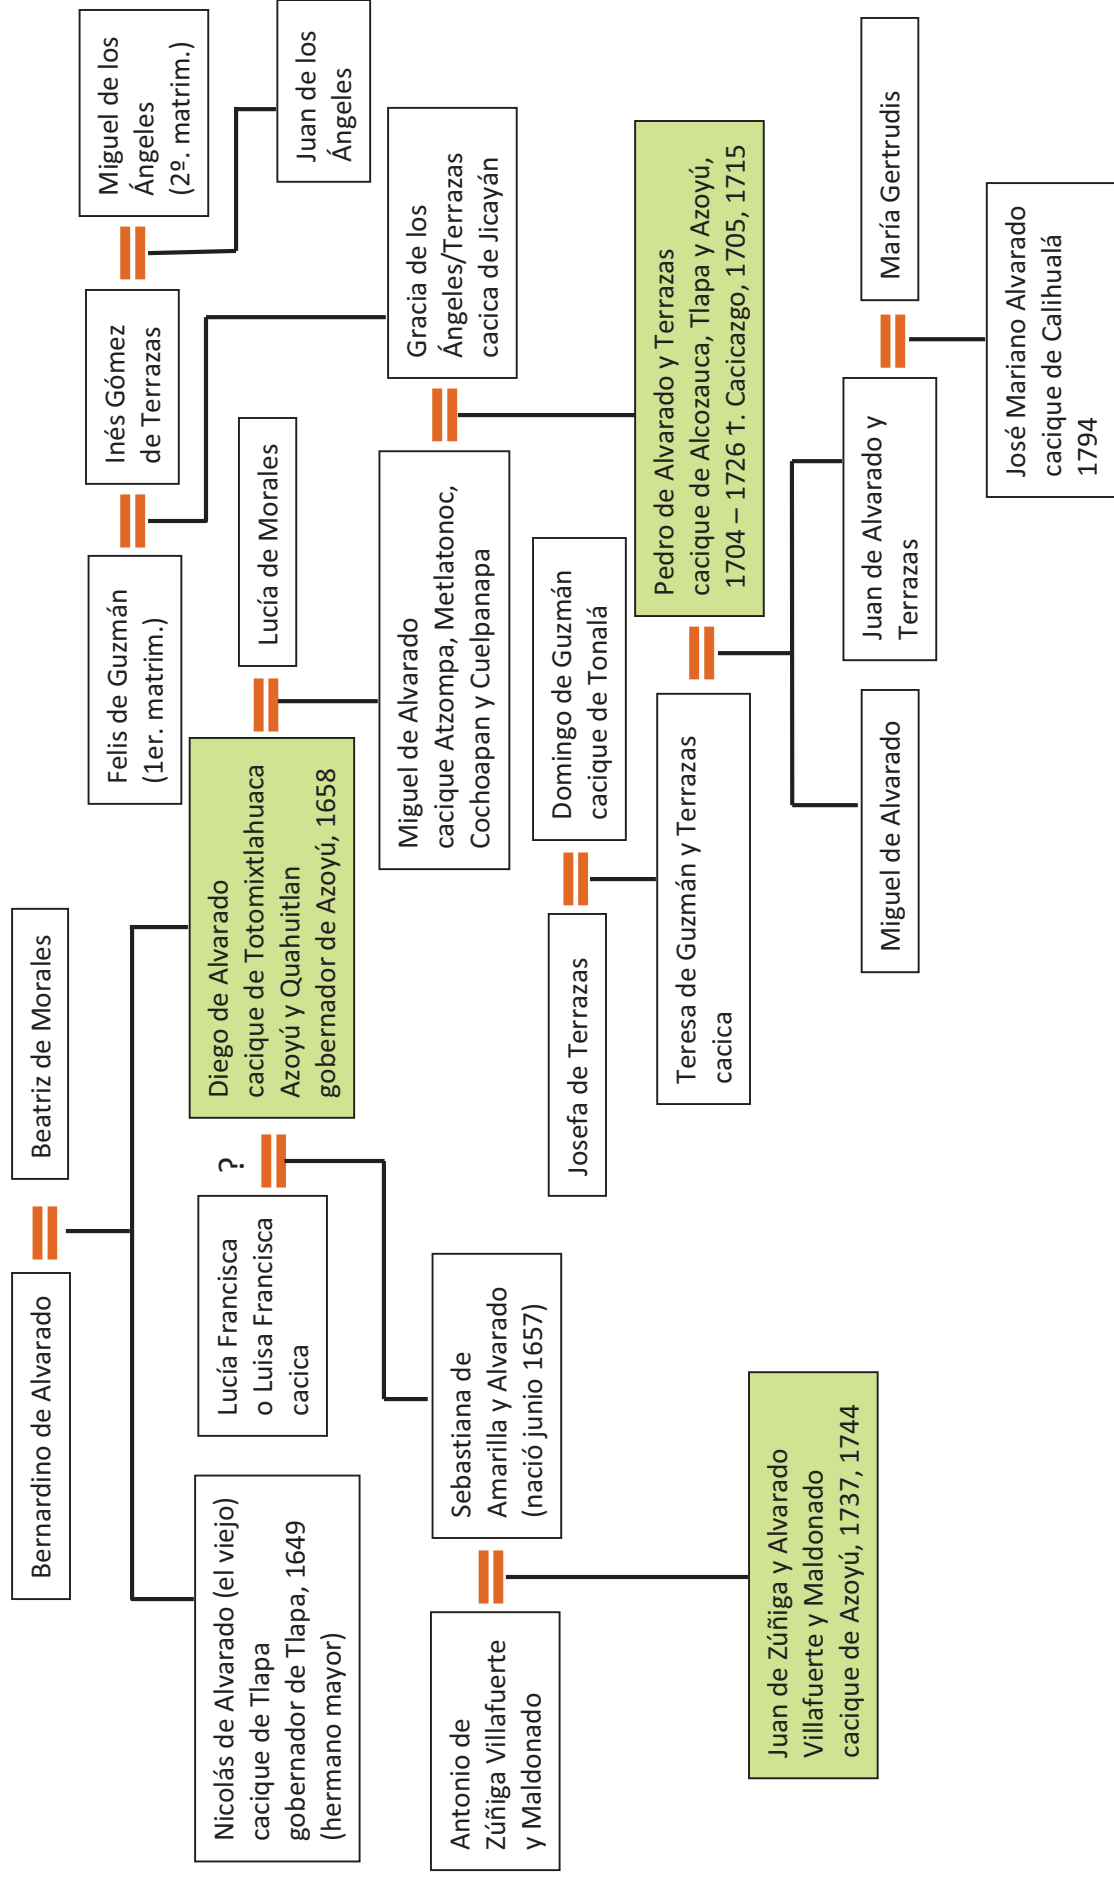 Bernardino de Alvarado
Beatriz de Morales
Nicolás de Alvarado (el viejo)
cacique de Tlapa
gobernador de Tlapa, 1649
(hermano mayor)
Lucía Francisca
o Luisa Francisca
cacica
?
Diego de Alvarado
cacique de Totomixtlahuaca
Azoyú y Quahuitlan
gobernador de Azoyú, 1658
Lucía de Morales
Felis de Guzmán
(1er. matrim.)
Inés Gómez
de Terrazas
Miguel de los
Ángeles
(2º. matrim.)
Juan de los
Ángeles
Antonio de
Zúñiga Villafuerte
y Maldonado
Sebastiana de
Amarilla y Alvarado
(nació junio 1657)
Miguel de Alvarado
cacique Atzompa, Metlatonoc,
Cochoapan y Cuelpanapa
Gracia de los
Ángeles/Terrazas
cacica de Jicayán
Josefa de Terrazas
Domingo de Guzmán
cacique de Tonalá
Teresa de Guzmán y Terrazas
cacica
Pedro de Alvarado y Terrazas
cacique de Alcozauca, Tlapa y Azoyú,
1704 – 1726 †. Cacicazgo, 1705, 1715
Juan de Zúñiga y Alvarado
Villafuerte y Maldonado
cacique de Azoyú, 1737, 1744
Miguel de Alvarado
Juan de Alvarado y
Terrazas
María Gertrudis
José Mariano Alvarado
cacique de Calihualá
1794